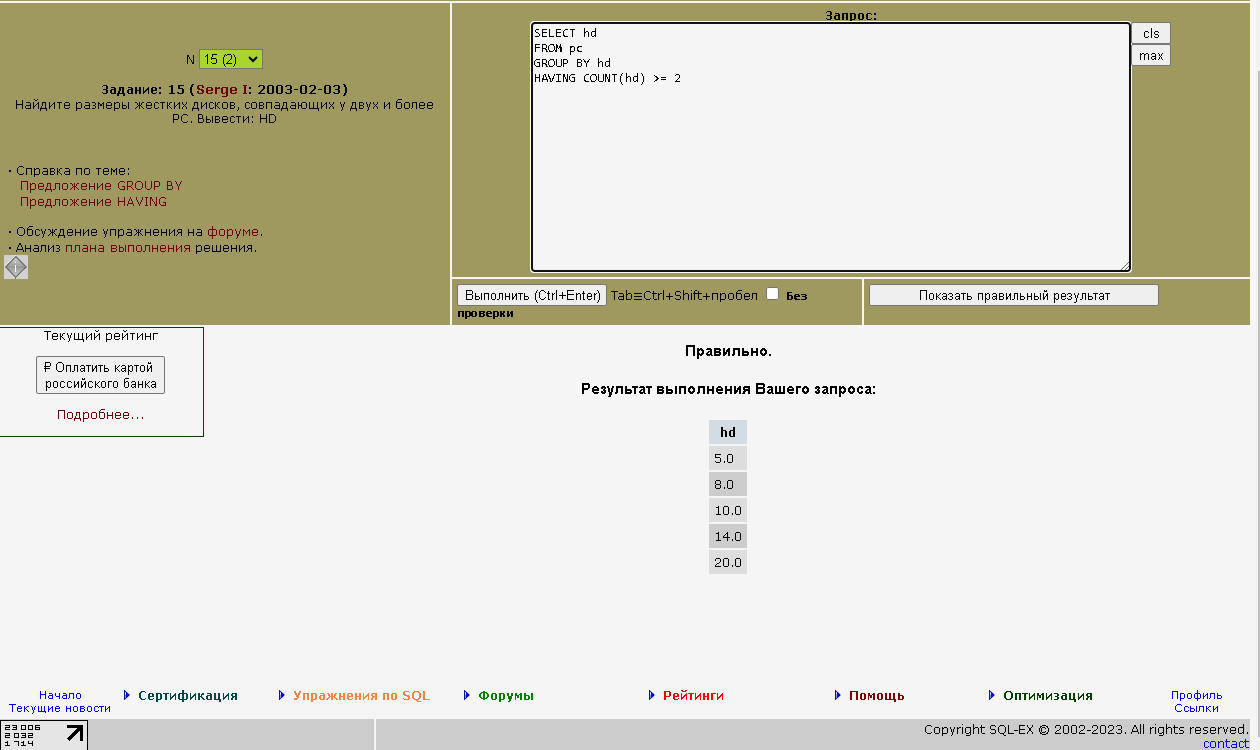 Запрос:
N 15 (2)
Задание: 15 (Serge I: 2003-02-03)
Найдите размеры жестких дисков, совпадающих у двух и более
PC. Вывести: HD
· Справка по теме:
Предложение GROUP BY
Предложение HAVING
· Обсуждение упражнения на форуме.
· Анализ плана выполнения решения.
SELECT hd
FROM pc
GROUP BY hd
HAVING COUNT(hd) >= 2
cls
max
Выполнить (Ctrl+Enter) Tab≡Ctrl+Shift+пробел Без
проверки
Показать правильный результат
Текущий рейтинг
₽ Оплатить картой
российского банка
Подробнее...
Правильно.
Результат выполнения Вашего запроса:
hd
5.0
8.0
10.0
14.0
20.0
Начало
Текущие новости
Сертификация
Упражнения по SQL
Форумы
Рейтинги
Помощь
Оптимизация
Профиль
Ссылки
23006
2032
1714
Copyright SQL-EX © 2002-2023. All rights reserved.
contact